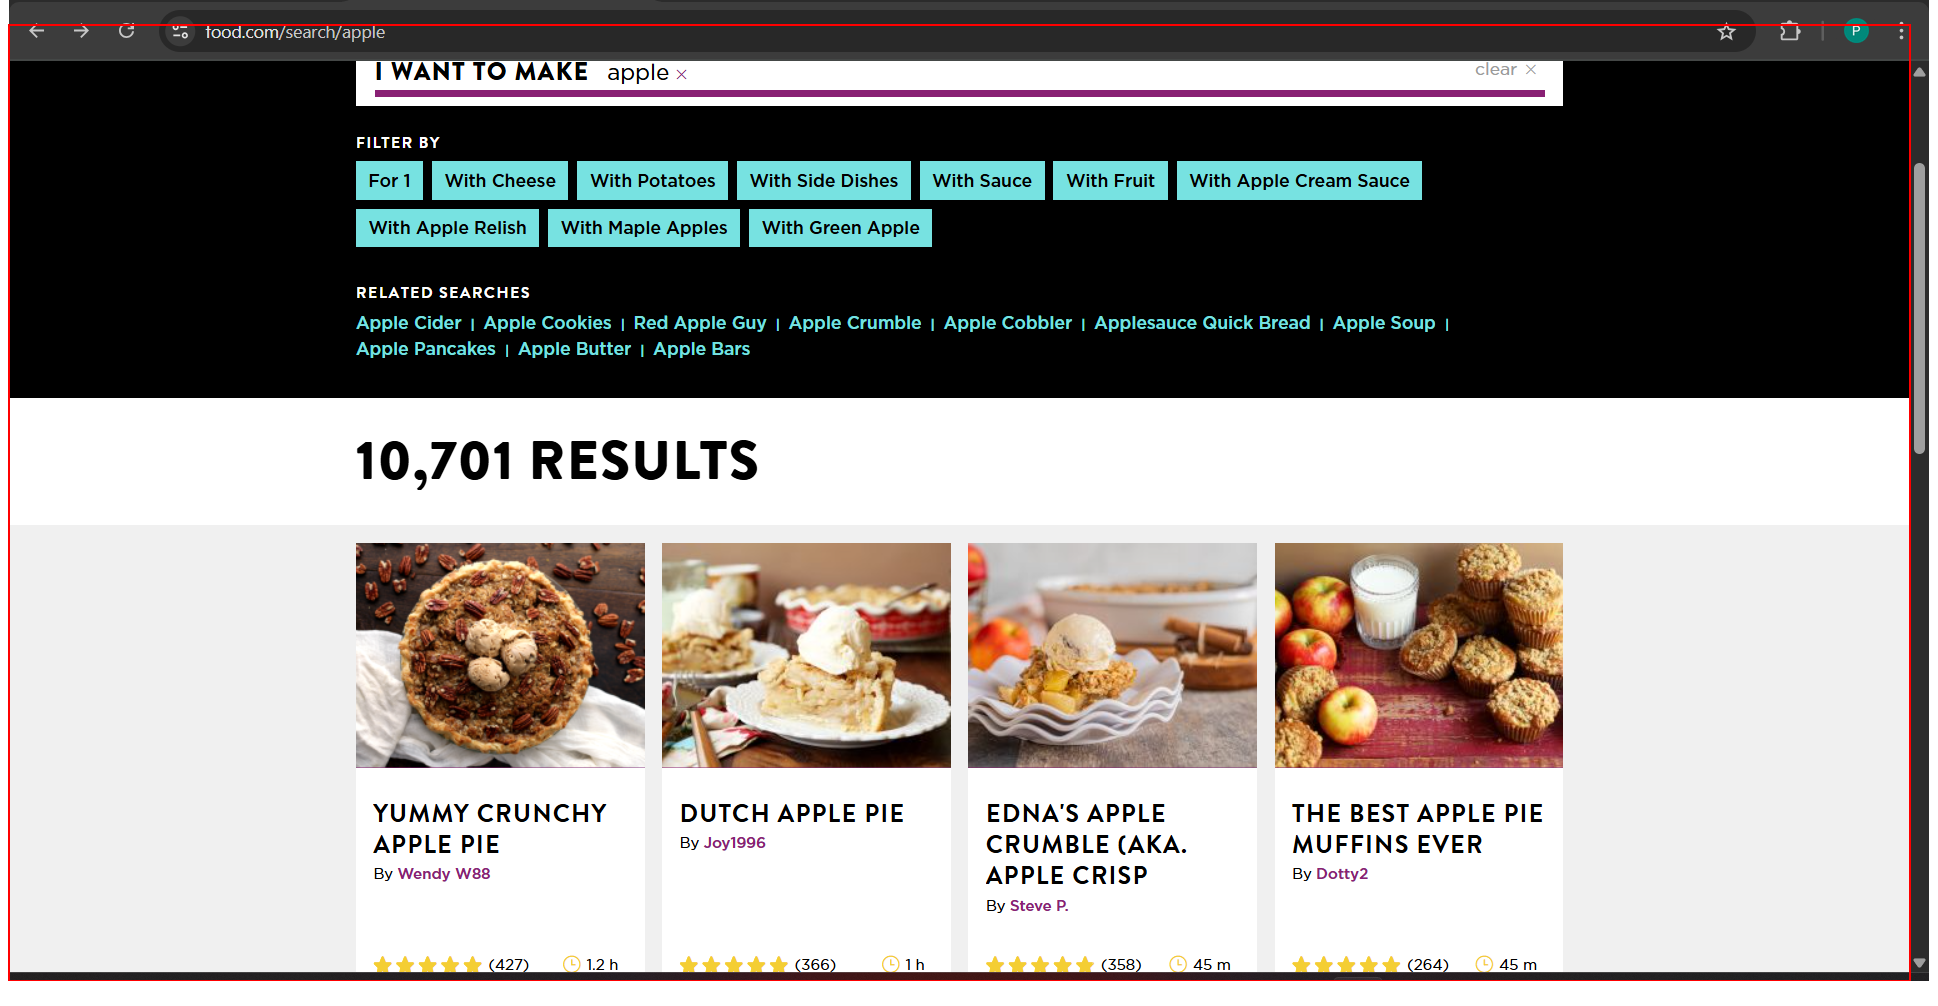 food.com/search/apple
P
I WANT TO MAKE apple ×
clear ×
FILTER BY
For 1 With Cheese With Potatoes With Side Dishes With Sauce With Fruit With Apple Cream Sauce
With Apple Relish With Maple Apples With Green Apple
RELATED SEARCHES
Apple Cider | Apple Cookies | Red Apple Guy | Apple Crumble | Apple Cobbler | Applesauce Quick Bread | Apple Soup |
Apple Pancakes | Apple Butter | Apple Bars
10,701 RESULTS
YUMMY CRUNCHY
APPLE PIE
By Wendy W88
(427) 1.2 h
DUTCH APPLE PIE
By Joy1996
(366) 1 h
EDNA'S APPLE
CRUMBLE (AKA.
APPLE CRISP
By Steve P.
(358) 45 m
THE BEST APPLE PIE
MUFFINS EVER
By Dotty2
(264) 45 m